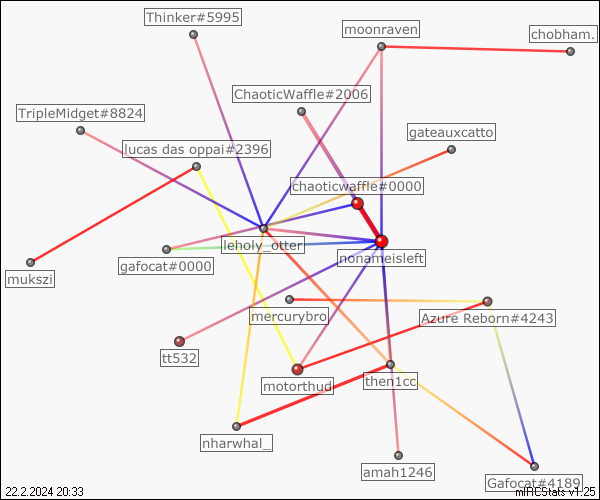 Thinker#5995
moonraven
chobham.
ChaoticWaffle#2006
TripleMidget#8824
gateauxcatto
lucas das oppai#2396
chaoticwaffle#0000
leholy_otter
nonameisleft
gafocat#0000
mukszi
mercurybro
Azure Reborn#4243
tt532
motorthud
then1cc
nharwhal_
amah1246
Gafocat#4189
22.2.2024 20:33
mIRCStats v1.25